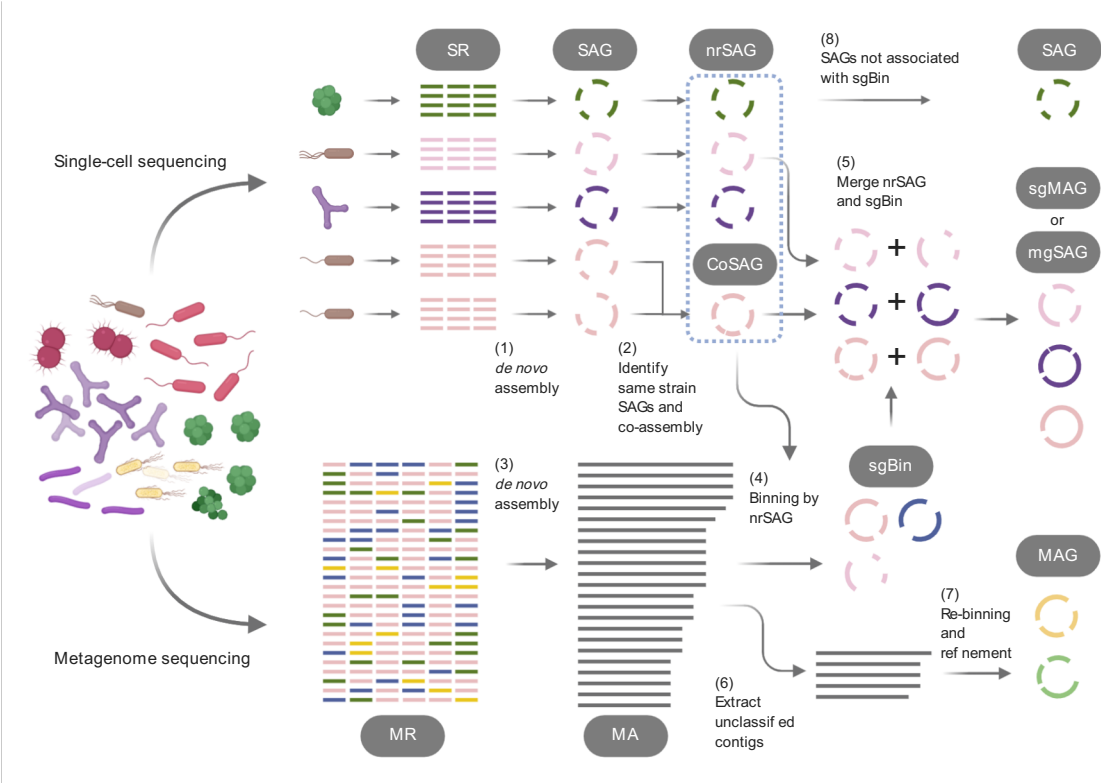 SR
SAG
nrSAG
(8)
SAGs not associated
with sgBin
SAG
Single-cell sequencing
(5)
Merge nrSAG
and sgBin
sgMAG
or
mgSAG
CoSAG
(1)
de novo
assembly
(2)
Identify
same strain
SAGs and
co-assembly
(3)
de novo
assembly
(4)
Binning by
nrSAG
sgBin
MAG
(7)
Re-binning
and
ref nement
Metagenome sequencing
(6)
Extract
unclassif ed
contigs
MR
MA